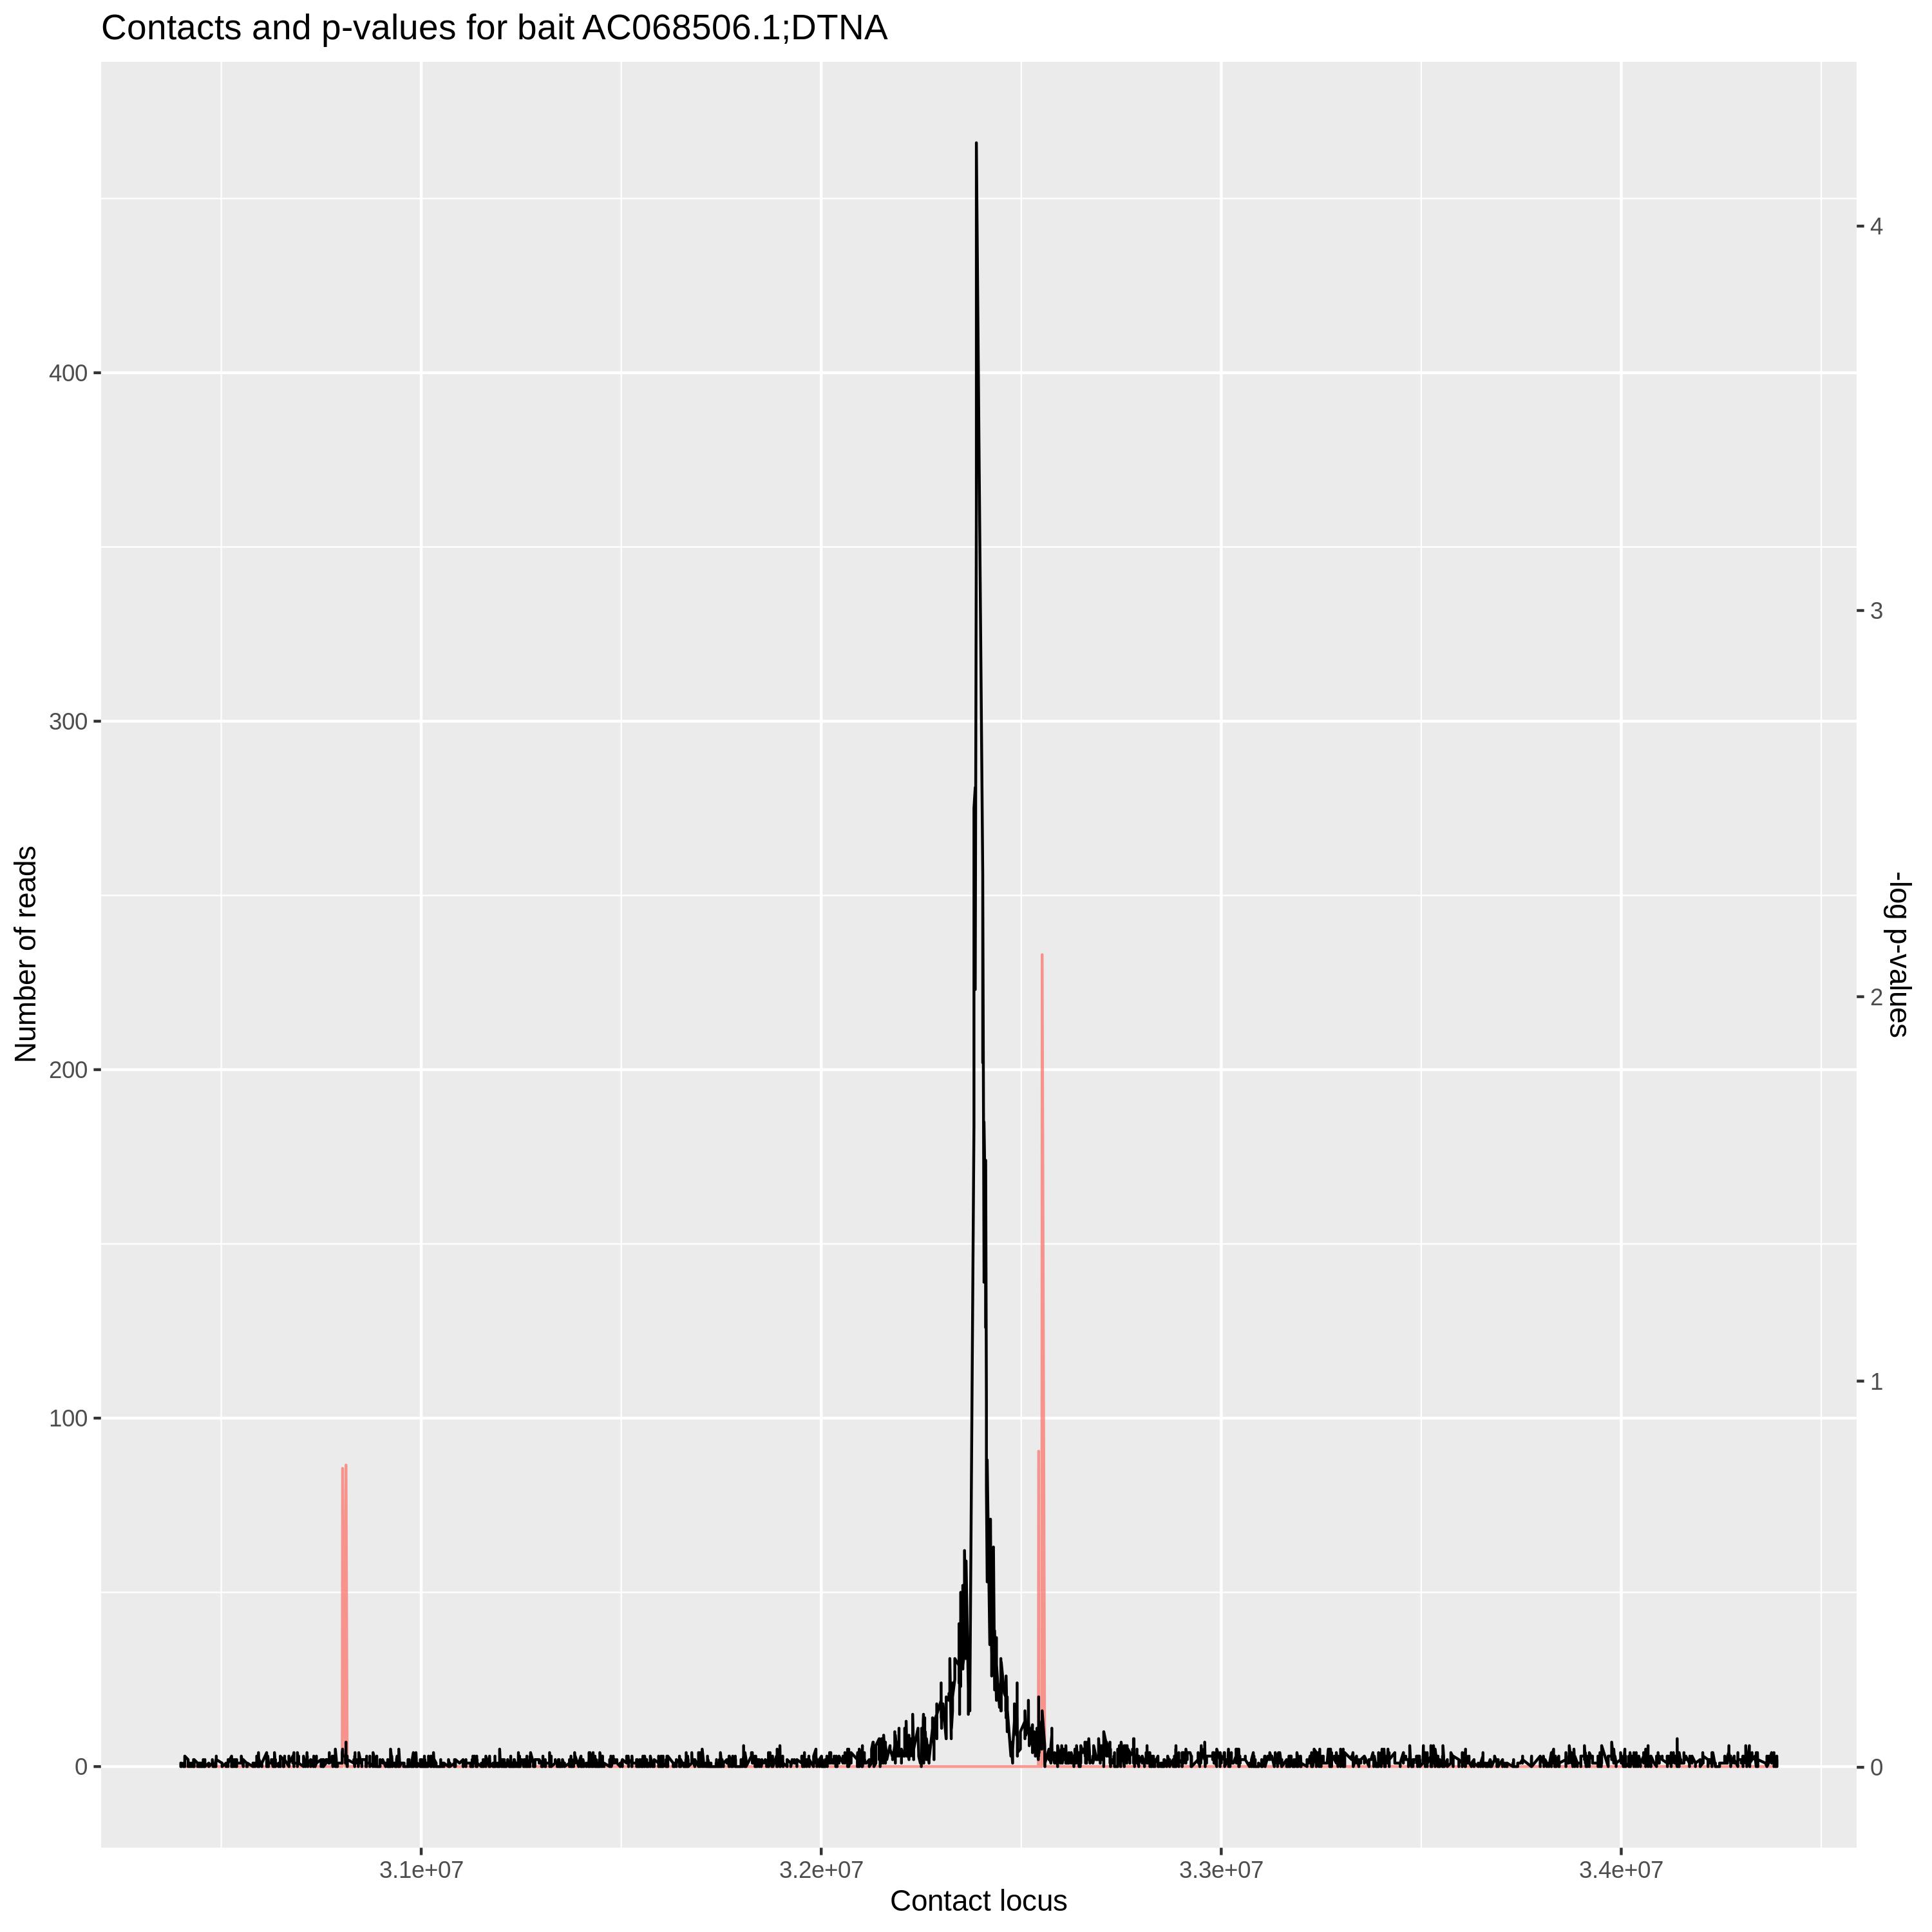 Contacts and p-values for bait AC068506.1;DTNA
Number of reads
400
300
200
100
0
4
3
2
1
0
-log p-values
3.1e+07
3.2e+07
3.3e+07
3.4e+07
Contact locus